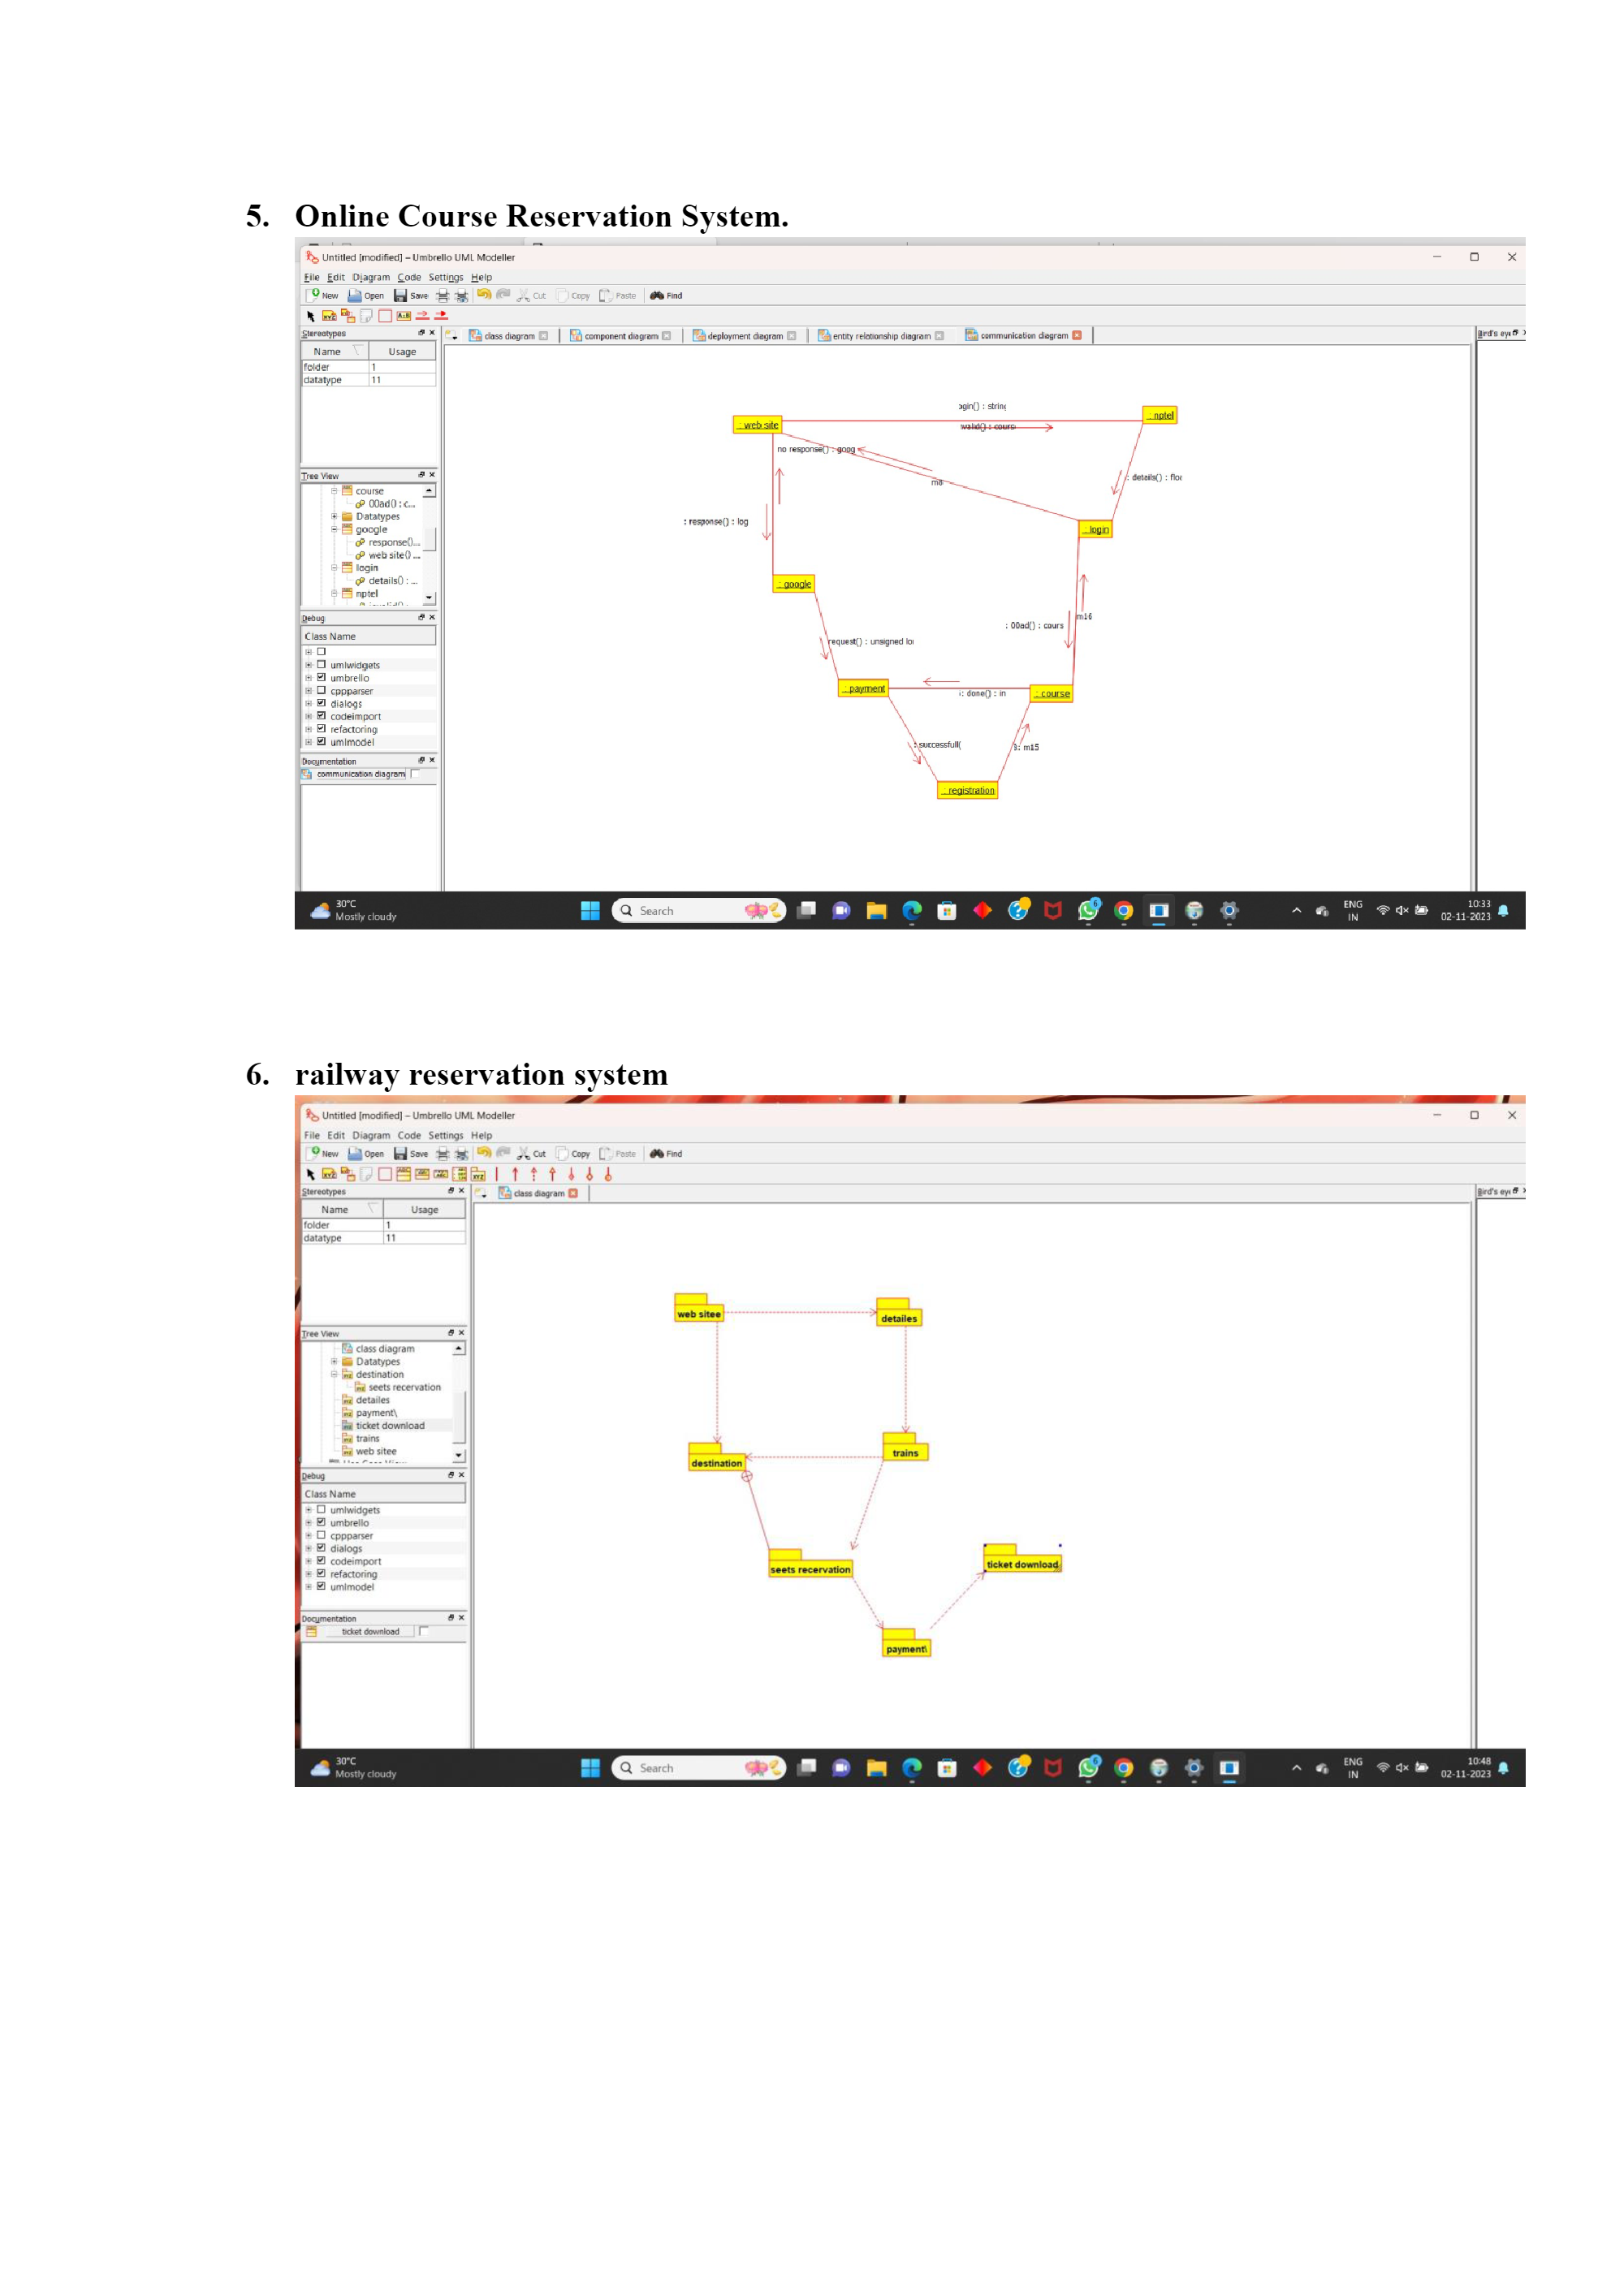 5. Online Course Reservation System.
Untitled [modified] – Umbrello UML Modeller
File Edit Diagram Code Settings Help
New Open Save Cut Copy Paste Find
Stereotypes
class diagram component diagram deployment diagram entity relationship diagram communication diagram
Bird's eye
Name Usage
folder 1
datatype 11
Tree View
course
00ad() : c...
Datatypes
google
response()...
web site() ...
login
details() : ...
nptel
Debug
Class Name
umlwidgets
umbrello
cppparser
dialogs
codeimport
refactoring
umlmodel
Documentation
communication diagram
ogin() : string
: web site
: nptel
valid() : cours
no response() : goog
m8
: details() : floa
: response() : log
: login
: google
m16
: 00ad() : cours
request() : unsigned lo
: payment
: done() : in
: course
: successfull(
3: m15
: registration
30°C
Mostly cloudy
Search
ENG
IN
10:33
02-11-2023
6. railway reservation system
Untitled [modified] – Umbrello UML Modeller
File Edit Diagram Code Settings Help
New Open Save Cut Copy Paste Find
Stereotypes
class diagram
Bird's eye
Name Usage
folder 1
datatype 11
Tree View
class diagram
Datatypes
destination
seets recervation
detailes
payment\
ticket download
trains
web sitee
Debug
Class Name
umlwidgets
umbrello
cppparser
dialogs
codeimport
refactoring
umlmodel
Documentation
ticket download
web sitee
detailes
destination
trains
seets recervation
ticket download
payment\
30°C
Mostly cloudy
Search
ENG
IN
10:48
02-11-2023